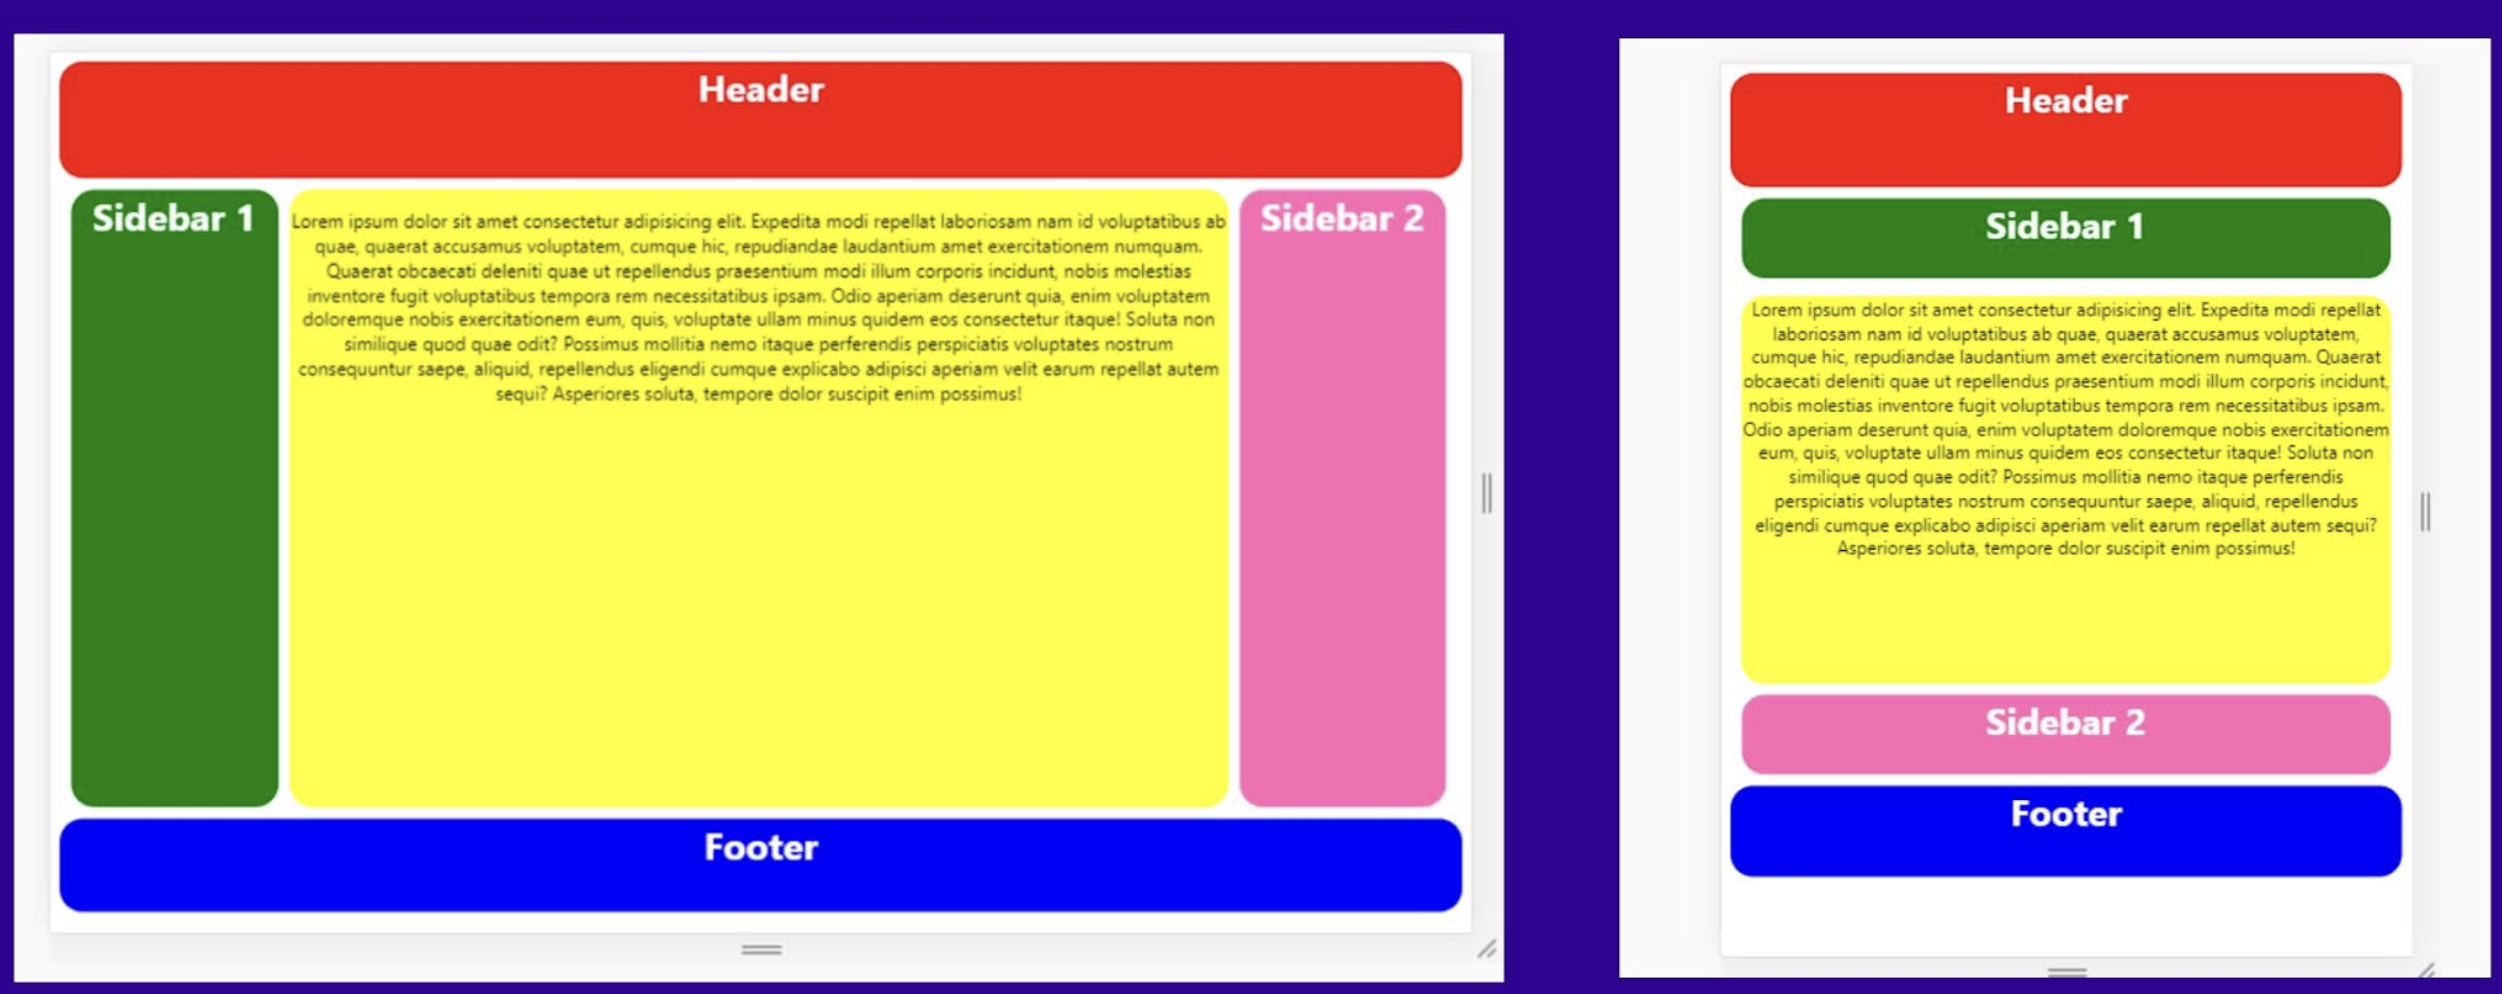 Header
Sidebar 1
Lorem ipsum dolor sit amet consectetur adipisicing elit. Expedita modi repellat laboriosam nam id voluptatibus ab
quae, quaerat accusamus voluptatem, cumque hic, repudiandae laudantium amet exercitationem numquam.
Quaerat obcaecati deleniti quae ut repellendus praesentium modi illum corporis incidunt, nobis molestias
inventore fugit voluptatibus tempora rem necessitatibus ipsam. Odio aperiam deserunt quia, enim voluptatem
doloremque nobis exercitationem eum, quis, voluptate ullam minus quidem eos consectetur itaque! Soluta non
similique quod quae odit? Possimus mollitia nemo itaque perferendis perspiciatis voluptates nostrum
consequuntur saepe, aliquid, repellendus eligendi cumque explicabo adipisci aperiam velit earum repellat autem
sequi? Asperiores soluta, tempore dolor suscipit enim possimus!
Sidebar 2
Footer
Header
Sidebar 1
Lorem ipsum dolor sit amet consectetur adipisicing elit. Expedita modi repellat
laboriosam nam id voluptatibus ab quae, quaerat accusamus voluptatem,
cumque hic, repudiandae laudantium amet exercitationem numquam. Quaerat
obcaecati deleniti quae ut repellendus praesentium modi illum corporis incidunt,
nobis molestias inventore fugit voluptatibus tempora rem necessitatibus ipsam.
Odio aperiam deserunt quia, enim voluptatem doloremque nobis exercitationem
eum, quis, voluptate ullam minus quidem eos consectetur itaque! Soluta non
similique quod quae odit? Possimus mollitia nemo itaque perferendis
perspiciatis voluptates nostrum consequuntur saepe, aliquid, repellendus
eligendi cumque explicabo adipisci aperiam velit earum repellat autem sequi?
Asperiores soluta, tempore dolor suscipit enim possimus!
Sidebar 2
Footer